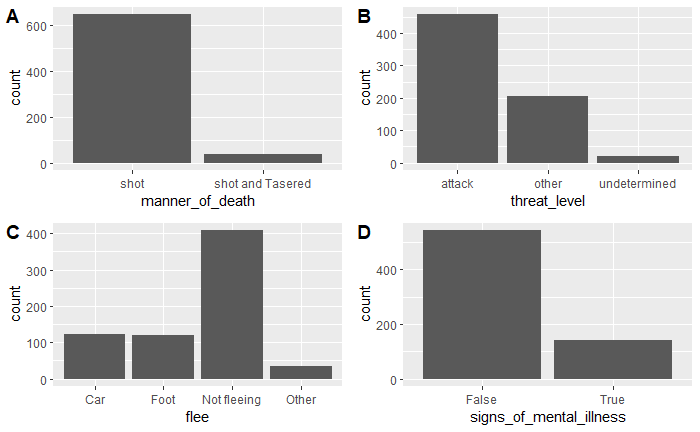 A
count
600
400
200
0
shot
shot and Tasered
manner_of_death
B
count
400
300
200
100
0
attack
other
undetermined
threat_level
C
count
400
300
200
100
0
Car
Foot
Not fleeing
Other
flee
D
count
400
200
0
False
True
signs_of_mental_illness